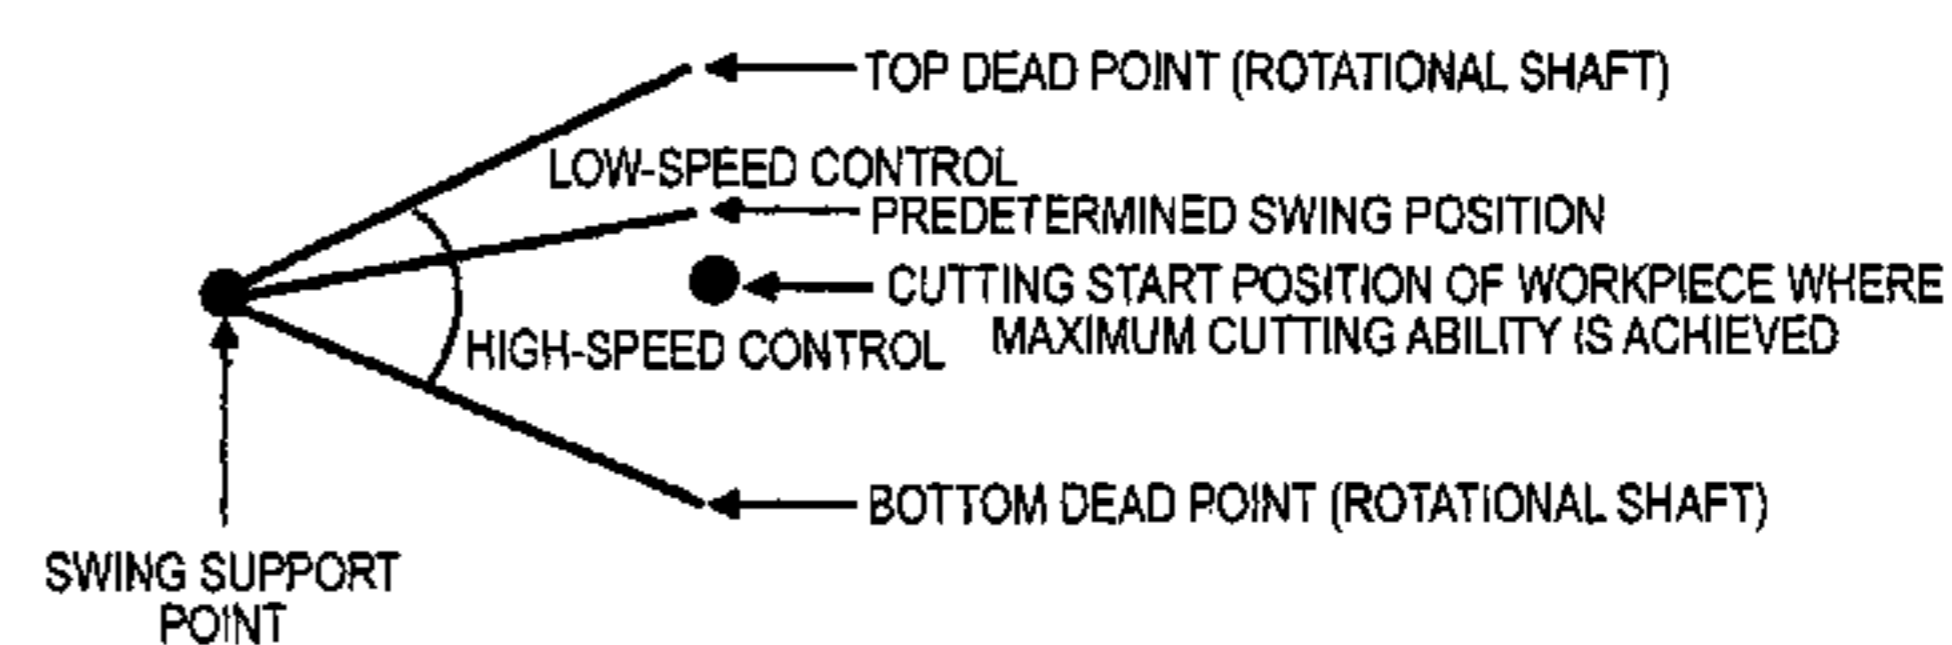 TOP DEAD POINT (ROTATIONAL SHAFT)
LOW-SPEED CONTROL
PREDETERMINED SWING POSITION
CUTTING START POSITION OF WORKPIECE WHERE
MAXIMUM CUTTING ABILITY IS ACHIEVED
HIGH-SPEED CONTROL
BOTTOM DEAD POINT (ROTATIONAL SHAFT)
SWING SUPPORT
POINT